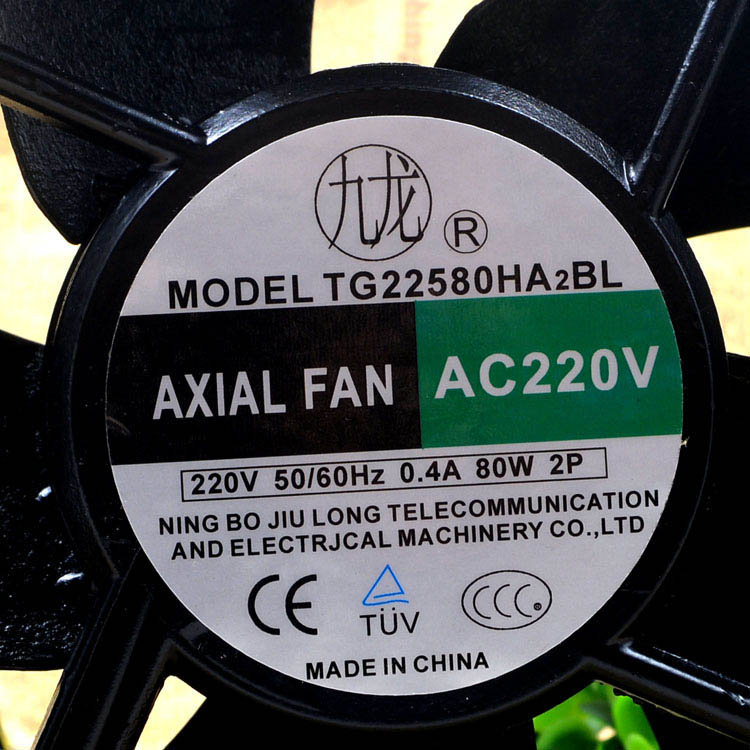 九龙 ®
MODEL TG22580HA2BL
AXIAL FAN
AC220V
220V 50/60Hz 0.4A 80W 2P
NING BO JIU LONG TELECOMMUNICATION
AND ELECTRJCAL MACHINERY CO.,LTD
CE TÜV CCC ®
MADE IN CHINA